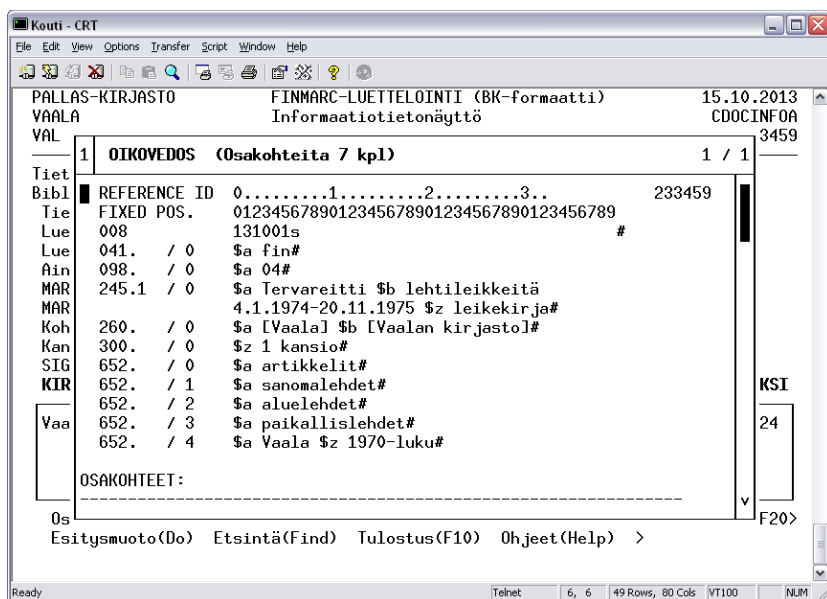 Kouti - CRT
File Edit View Options Transfer Script Window Help
PALLAS-KIRJASTO FINMARC-LUETTELOINTI (BK-formaatti) 15.10.2013
VAALA Informaatiotietonäyttö CDOCINFOA
VAL 3459
1 OIKOVEDOS (Osakohteita 7 kpl) 1 / 1
Tiet
Bibl REFERENCE ID 0.........1.........2.........3.. 233459
Tie FIXED POS. 0123456789012345678901234567890123456789
Lue 008 131001s #
Lue 041. / 0 $a fin#
Ain 098. / 0 $a 04#
MAR 245.1 / 0 $a Tervareitti $b lehtileikkeitä
MAR 4.1.1974-20.11.1975 $z leikekirja#
Koh 260. / 0 $a [Vaala] $b [Vaalan kirjasto]#
Kan 300. / 0 $z 1 kansio#
SIG 652. / 0 $a artikkelit#
KIR 652. / 1 $a sanomalehdet# KSI
652. / 2 $a aluelehdet#
Vaa 652. / 3 $a paikallislehdet# 24
652. / 4 $a Vaala $z 1970-luku#
OSAKOHTEET:
Os F20>
Esitysmuoto(Do) Etsintä(Find) Tulostus(F10) Ohjeet(Help) >
Ready Telnet 6, 6 49 Rows, 80 Cols VT100 NUM